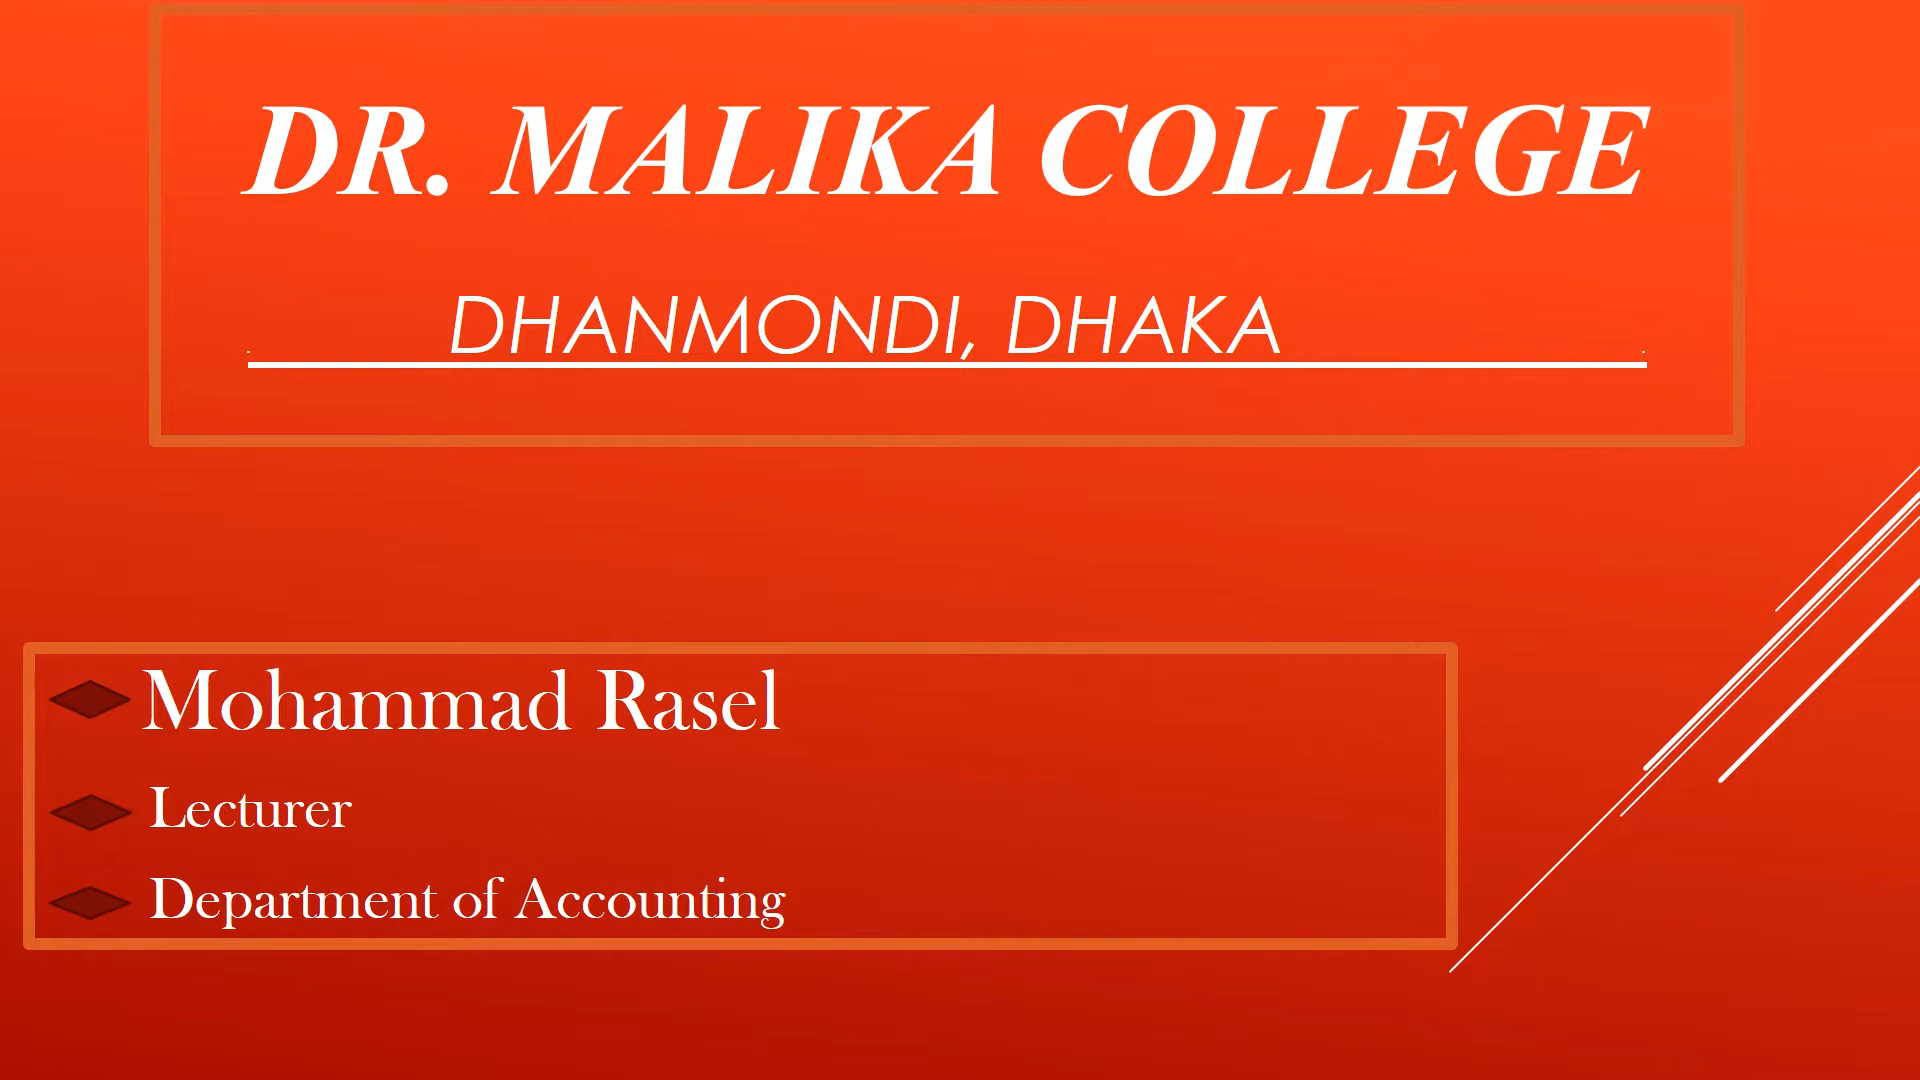 DR. MALIKA COLLEGE
DHANMONDI, DHAKA
Mohammad Rasel
Lecturer
Department of Accounting